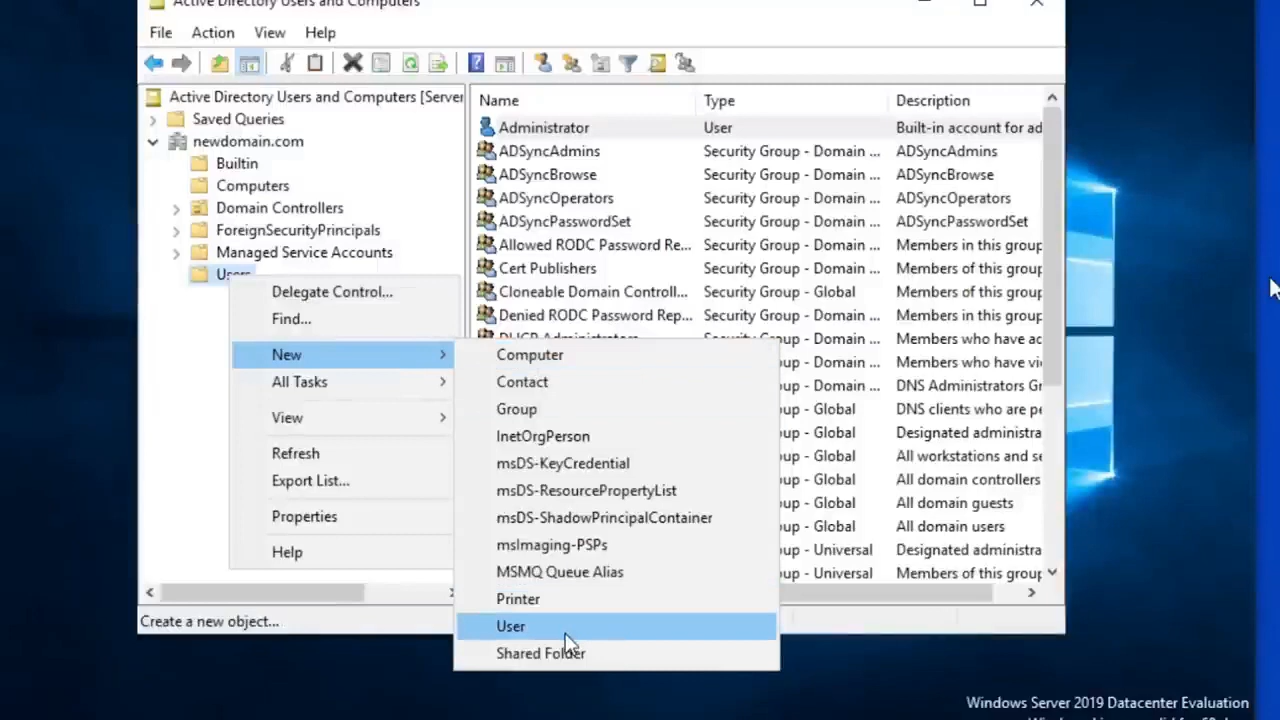 Active Directory Users and Computers
File Action View Help
Active Directory Users and Computers [Server
Saved Queries
newdomain.com
Builtin
Computers
Domain Controllers
ForeignSecurityPrincipals
Managed Service Accounts
Users
Name Type Description
Administrator User Built-in account for ad
ADSyncAdmins Security Group - Domain ... ADSyncAdmins
ADSyncBrowse Security Group - Domain ... ADSyncBrowse
ADSyncOperators Security Group - Domain ... ADSyncOperators
ADSyncPasswordSet Security Group - Domain ... ADSyncPasswordSet
Allowed RODC Password Re... Security Group - Domain ... Members in this group
Cert Publishers Security Group - Domain ... Members of this group
Cloneable Domain Controll... Security Group - Global Members of this group
Denied RODC Password Rep... Security Group - Domain ... Members in this group
DHCP Administrators Security Group - Domain ... Members who have ac
up - Domain ... Members who have vi
up - Domain ... DNS Administrators Gr
up - Global DNS clients who are pe
up - Global Designated administra
up - Global All workstations and se
up - Global All domain controllers
up - Global All domain guests
up - Global All domain users
up - Universal Designated administra
up - Universal Members of this group
Delegate Control...
Find...
New
All Tasks
View
Refresh
Export List...
Properties
Help
Computer
Contact
Group
InetOrgPerson
msDS-KeyCredential
msDS-ResourcePropertyList
msDS-ShadowPrincipalContainer
msImaging-PSPs
MSMQ Queue Alias
Printer
User
Shared Folder
Create a new object...
Windows Server 2019 Datacenter Evaluation